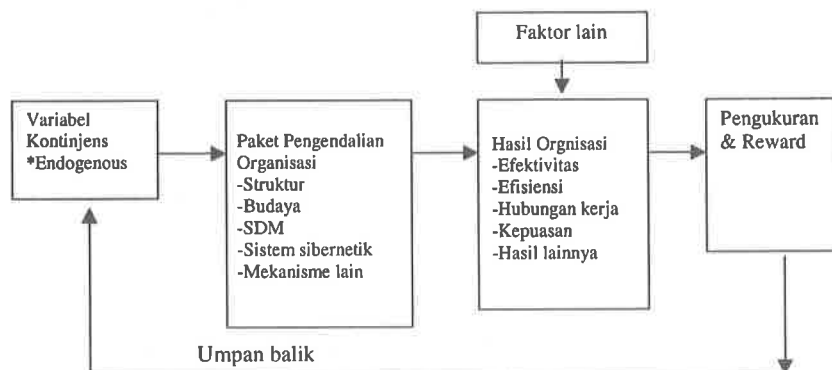 Faktor lain
Variabel
Kontinjens
*Endogenous
Paket Pengendalian
Organisasi
-Struktur
-Budaya
-SDM
-Sistem sibernetik
-Mekanisme lain
Hasil Orgnisasi
-Efektivitas
-Efisiensi
-Hubungan kerja
-Kepuasan
-Hasil lainnya
Pengukuran
& Reward
Umpan balik